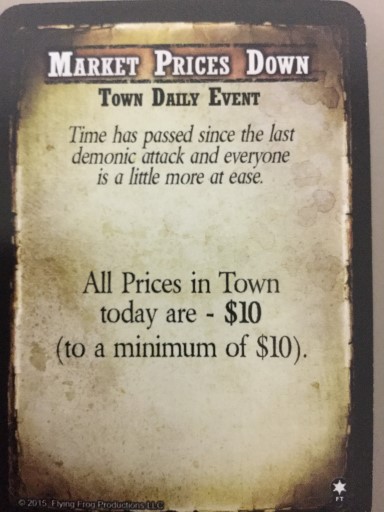 Market Prices Down
Town Daily Event
Time has passed since the last
demonic attack and everyone
is a little more at ease.
All Prices in Town
today are - $10
(to a minimum of $10).
© 2015, Flying Frog Productions LLC
FT